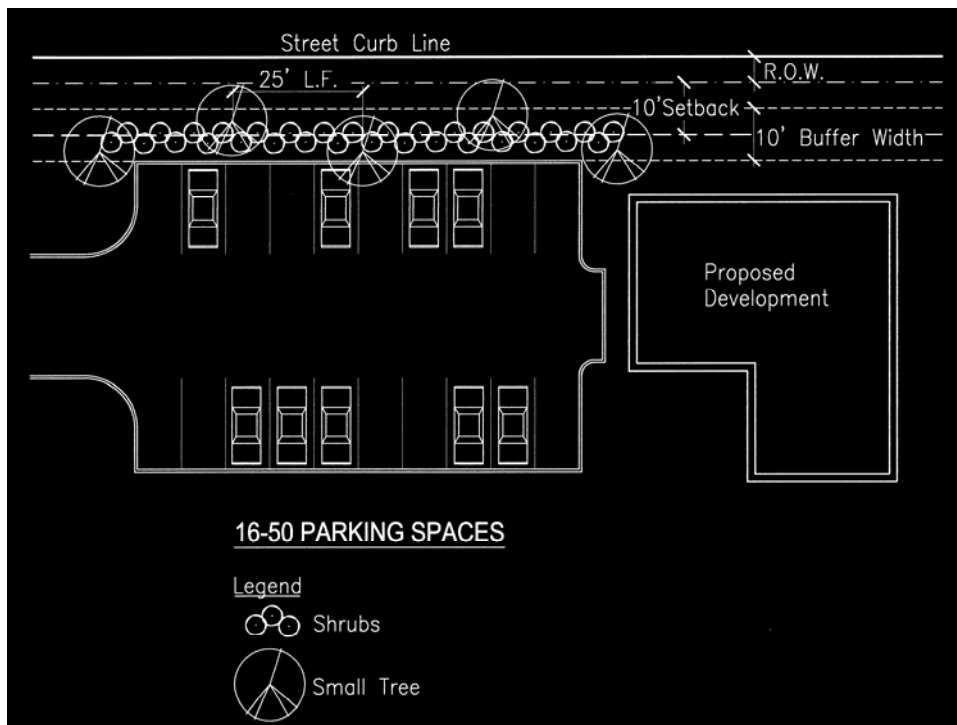 Street Curb Line
25' L.F.
R.O.W.
10'Setback
10' Buffer Width
Proposed
Development
16-50 PARKING SPACES
Legend
Shrubs
Small Tree